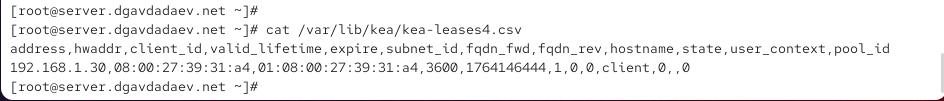 [root@server.dgavdadaev.net ~]#
[root@server.dgavdadaev.net ~]# cat /var/lib/kea/kea-leases4.csv
address,hwaddr,client_id,valid_lifetime,expire,subnet_id,fqdn_fwd,fqdn_rev,hostname,state,user_context,pool_id
192.168.1.30,08:00:27:39:31:a4,01:08:00:27:39:31:a4,3600,1764146444,1,0,0,client,0,,0
[root@server.dgavdadaev.net ~]#